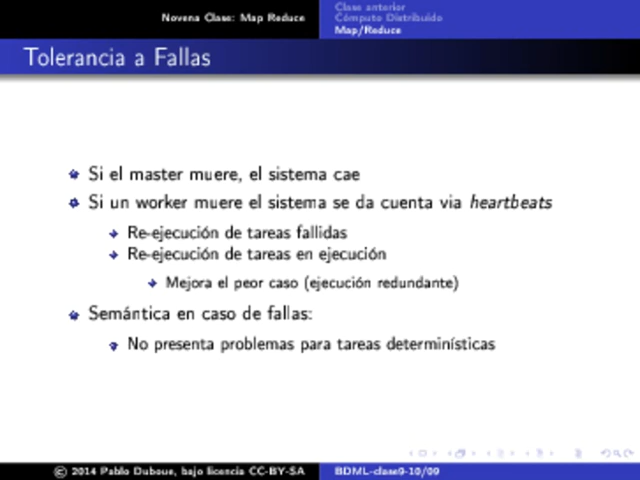 Novena Clase: Map Reduce
Clase anterior
Cómputo Distribuido
Map/Reduce
Tolerancia a Fallas
Si el master muere, el sistema cae
Si un worker muere el sistema se da cuenta via heartbeats
Re-ejecución de tareas fallidas
Re-ejecución de tareas en ejecución
Mejora el peor caso (ejecución redundante)
Semántica en caso de fallas:
No presenta problemas para tareas determinísticas
© 2014 Pablo Duboue, bajo licencia CC-BY-SA
BDML-clase9-10/09